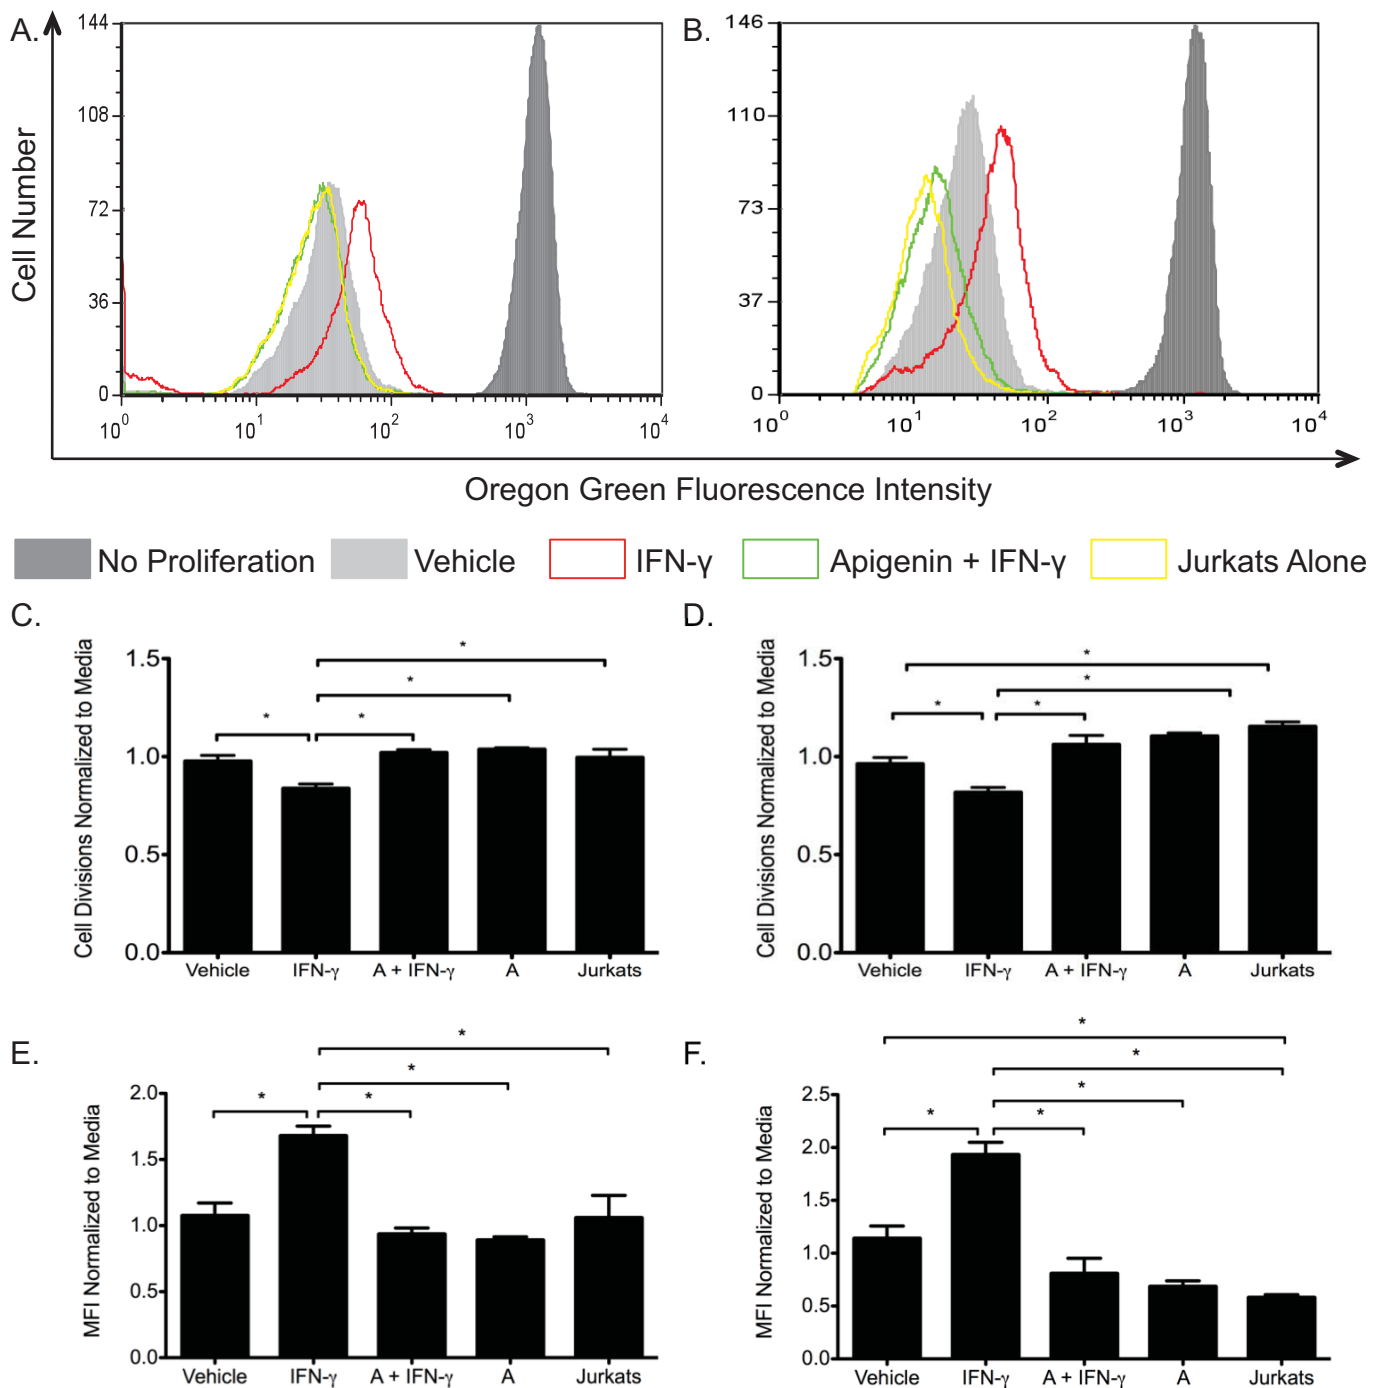 A.
144
108
72
36
0
10^0
10^1
10^2
10^3
10^4
B.
146
110
73
37
0
10^0
10^1
10^2
10^3
10^4
Cell Number
Oregon Green Fluorescence Intensity
No Proliferation
Vehicle
IFN-γ
Apigenin + IFN-γ
Jurkats Alone
C.
Cell Divisions Normalized to Media
1.5
1.0
0.5
0.0
*
*
*
*
Vehicle
IFN-γ
A + IFN-γ
A
Jurkats
D.
Cell Divisions Normalized to Media
1.5
1.0
0.5
0.0
*
*
*
*
Vehicle
IFN-γ
A + IFN-γ
A
Jurkats
E.
MFI Normalized to Media
2.0
1.5
1.0
0.5
0.0
*
*
*
*
Vehicle
IFN-γ
A + IFN-γ
A
Jurkats
F.
MFI Normalized to Media
2.5
2.0
1.5
1.0
0.5
0.0
*
*
*
*
*
Vehicle
IFN-γ
A + IFN-γ
A
Jurkats